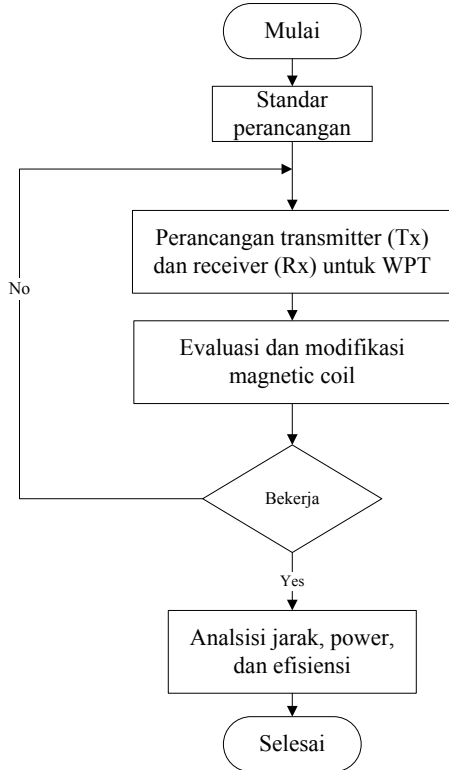 Mulai
Standar
perancangan
Perancangan transmitter (Tx)
dan receiver (Rx) untuk WPT
No
Evaluasi dan modifikasi
magnetic coil
Bekerja
Yes
Analsisi jarak, power,
dan efisiensi
Selesai